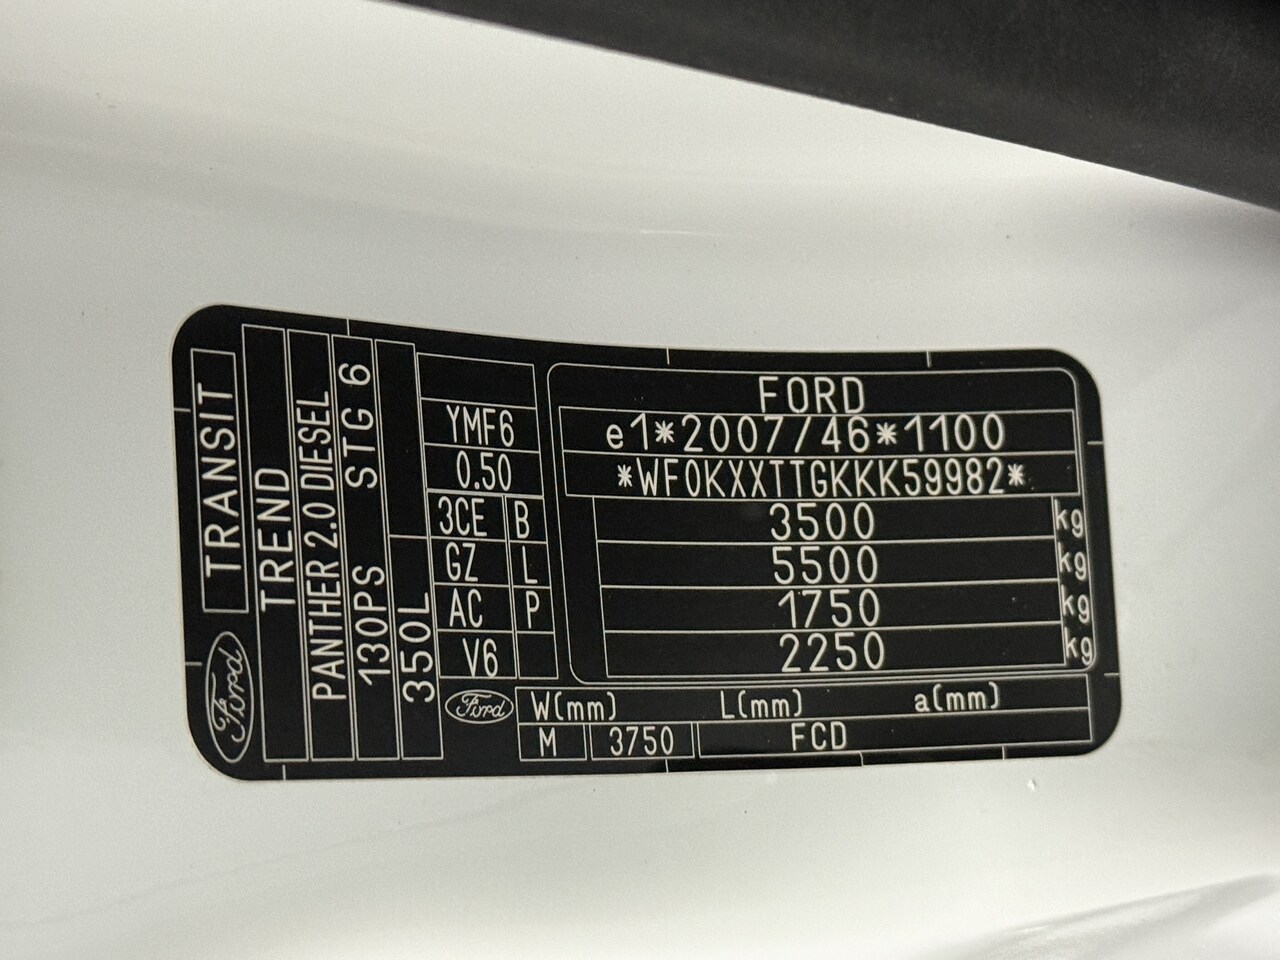 TRANSIT
Ford
TREND
PANTHER 2.0 DIESEL
130PS STG 6
350L
YMF6
0.50
3CE B
GZ L
AC P
V6
Ford
FORD
e1*2007/46*1100
*WF0KXXTTGKKK59982*
3500 kg
5500 kg
1750 kg
2250 kg
W(mm) L(mm) a(mm)
M 3750 FCD